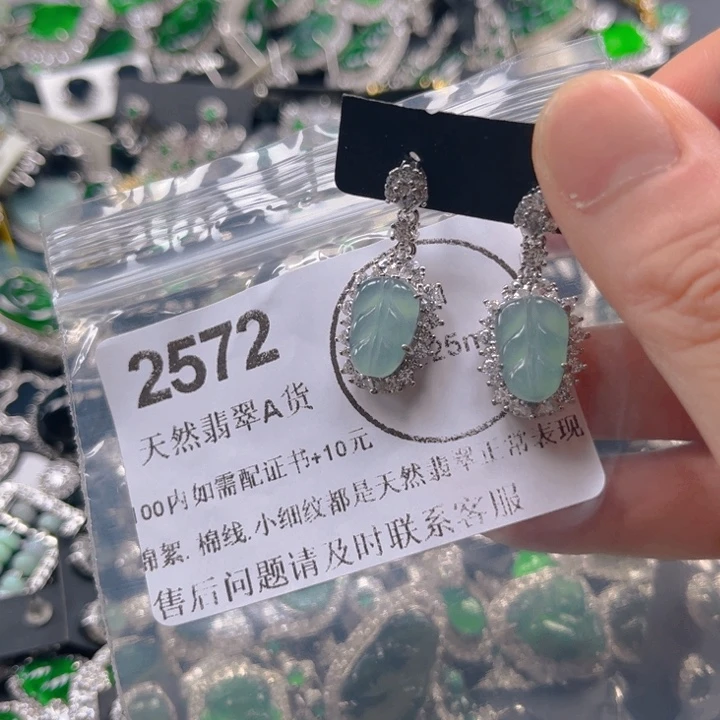 2572
25m
天然翡翠A货
00内如需配证书+10元
棉絮. 棉线. 小细纹都是天然翡翠正常表现
售后问题请及时联系客服